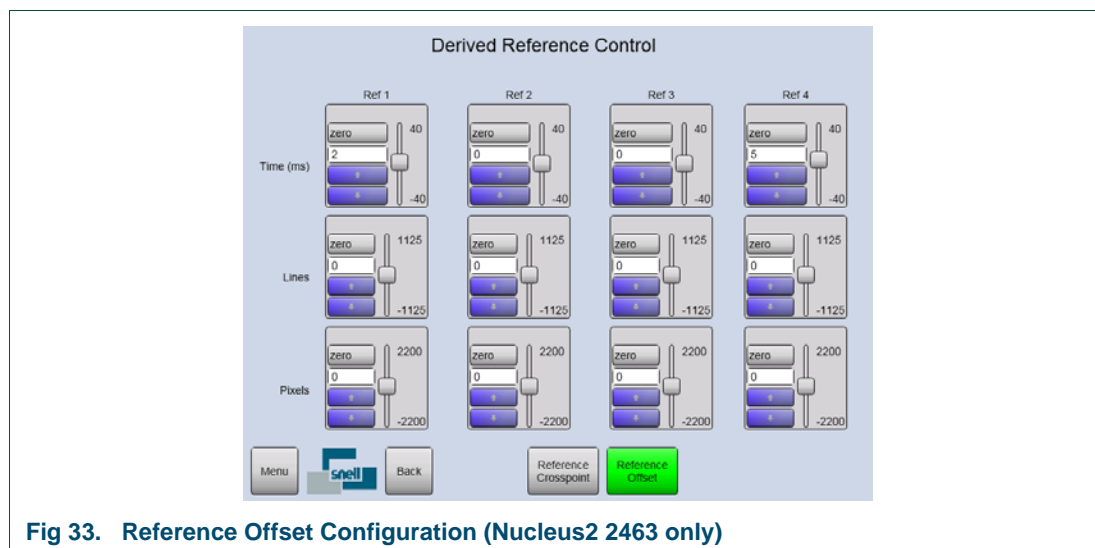 Derived Reference Control
Ref 1 Ref 2 Ref 3 Ref 4
Time (ms)
zero 40 zero 40 zero 40 zero 40
2 0 0 5
-40 -40 -40 -40
Lines
zero 1125 zero 1125 zero 1125 zero 1125
0 0 0 0
-1125 -1125 -1125 -1125
Pixels
zero 2200 zero 2200 zero 2200 zero 2200
0 0 0 0
-2200 -2200 -2200 -2200
Menu snell Back Reference Crosspoint Reference Offset
Fig 33. Reference Offset Configuration (Nucleus2 2463 only)